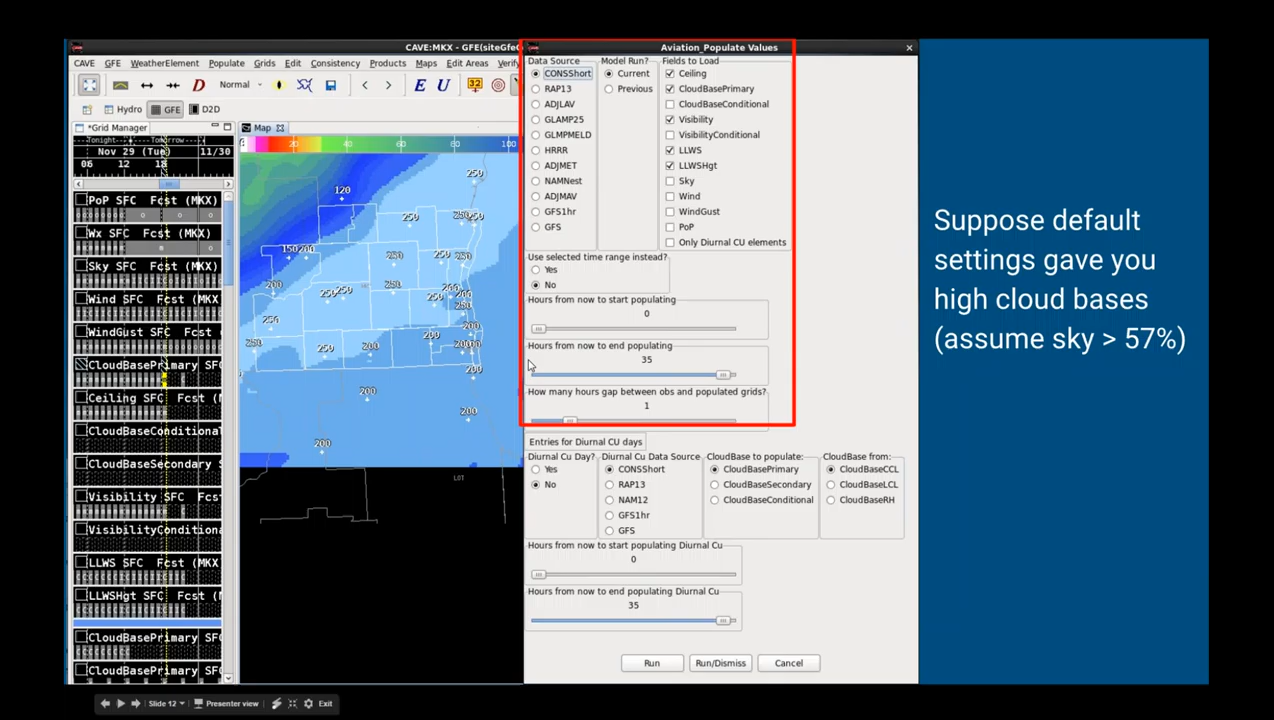 CAVE:MKX - GFE(siteGfeC
CAVE GFE WeatherElement Populate Grids Edit Consistency Products Maps Edit Areas Verify
D Normal E U 32
Hydro GFE D2D
*Grid Manager
Tonight Tomorrow
Nov 29 (Tue) 11/30
06 12 18
PoP SFC Fcst (MKX)
Wx SFC Fcst (MKX)
Sky SFC Fcst (MKX)
Wind SFC Fcst (MKX)
WindGust SFC Fcst (
CloudBasePrimary SF
Ceiling SFC Fcst (M
CloudBaseConditional
CloudBaseSecondary S
Visibility SFC Fcst
VisibilityConditiona
LLWS SFC Fcst (MKX
LLWSHgt SFC Fcst (M
CloudBasePrimary SFC
CloudBasePrimary SFC
Map
20 40 60 80 100
250
120
250
150 200
250
250
200
250
250
250
200
250
200
200
200
200
200
LOT
Aviation_Populate Values
Data Source
CONSShort
RAP13
ADJLAV
GLAMP25
GLMPMELD
HRRR
ADJMET
NAMNest
ADJMAV
GFS1hr
GFS
Model Run?
Current
Previous
Fields to Load
Ceiling
CloudBasePrimary
CloudBaseConditional
Visibility
VisibilityConditional
LLWS
LLWSHgt
Sky
Wind
WindGust
PoP
Only Diurnal CU elements
Use selected time range instead?
Yes
No
Hours from now to start populating
0
Hours from now to end populating
35
How many hours gap between obs and populated grids?
1
Entries for Diurnal CU days
Diurnal Cu Day?
Yes
No
Diurnal Cu Data Source
CONSShort
RAP13
NAM12
GFS1hr
GFS
CloudBase to populate:
CloudBasePrimary
CloudBaseSecondary
CloudBaseConditional
CloudBase from:
CloudBaseCCL
CloudBaseLCL
CloudBaseRH
Hours from now to start populating Diurnal Cu
0
Hours from now to end populating Diurnal Cu
35
Run Run/Dismiss Cancel
Suppose default
settings gave you
high cloud bases
(assume sky > 57%)
Slide 12 Presenter view Exit